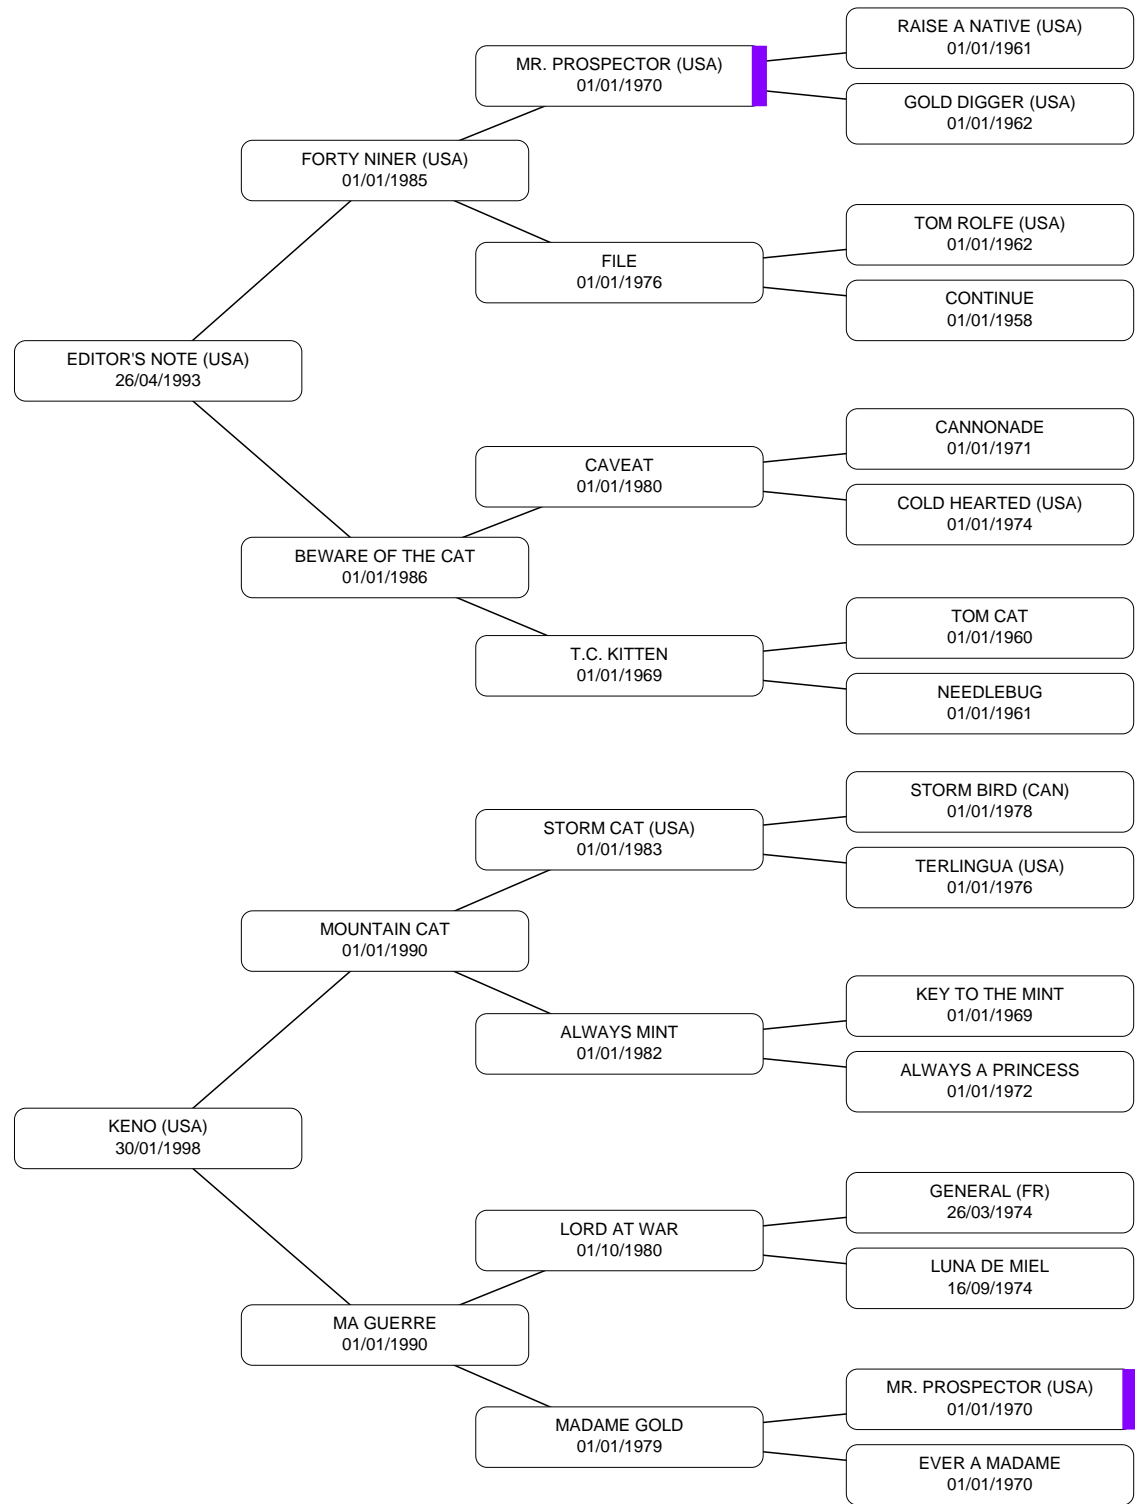 RAISE A NATIVE (USA)
01/01/1961
MR. PROSPECTOR (USA)
01/01/1970
GOLD DIGGER (USA)
01/01/1962
FORTY NINER (USA)
01/01/1985
TOM ROLFE (USA)
01/01/1962
FILE
01/01/1976
CONTINUE
01/01/1958
EDITOR'S NOTE (USA)
26/04/1993
CANNONADE
01/01/1971
CAVEAT
01/01/1980
COLD HEARTED (USA)
01/01/1974
BEWARE OF THE CAT
01/01/1986
TOM CAT
01/01/1960
T.C. KITTEN
01/01/1969
NEEDLEBUG
01/01/1961
STORM BIRD (CAN)
01/01/1978
STORM CAT (USA)
01/01/1983
TERLINGUA (USA)
01/01/1976
MOUNTAIN CAT
01/01/1990
KEY TO THE MINT
01/01/1969
ALWAYS MINT
01/01/1982
ALWAYS A PRINCESS
01/01/1972
KENO (USA)
30/01/1998
GENERAL (FR)
26/03/1974
LORD AT WAR
01/10/1980
LUNA DE MIEL
16/09/1974
MA GUERRE
01/01/1990
MR. PROSPECTOR (USA)
01/01/1970
MADAME GOLD
01/01/1979
EVER A MADAME
01/01/1970